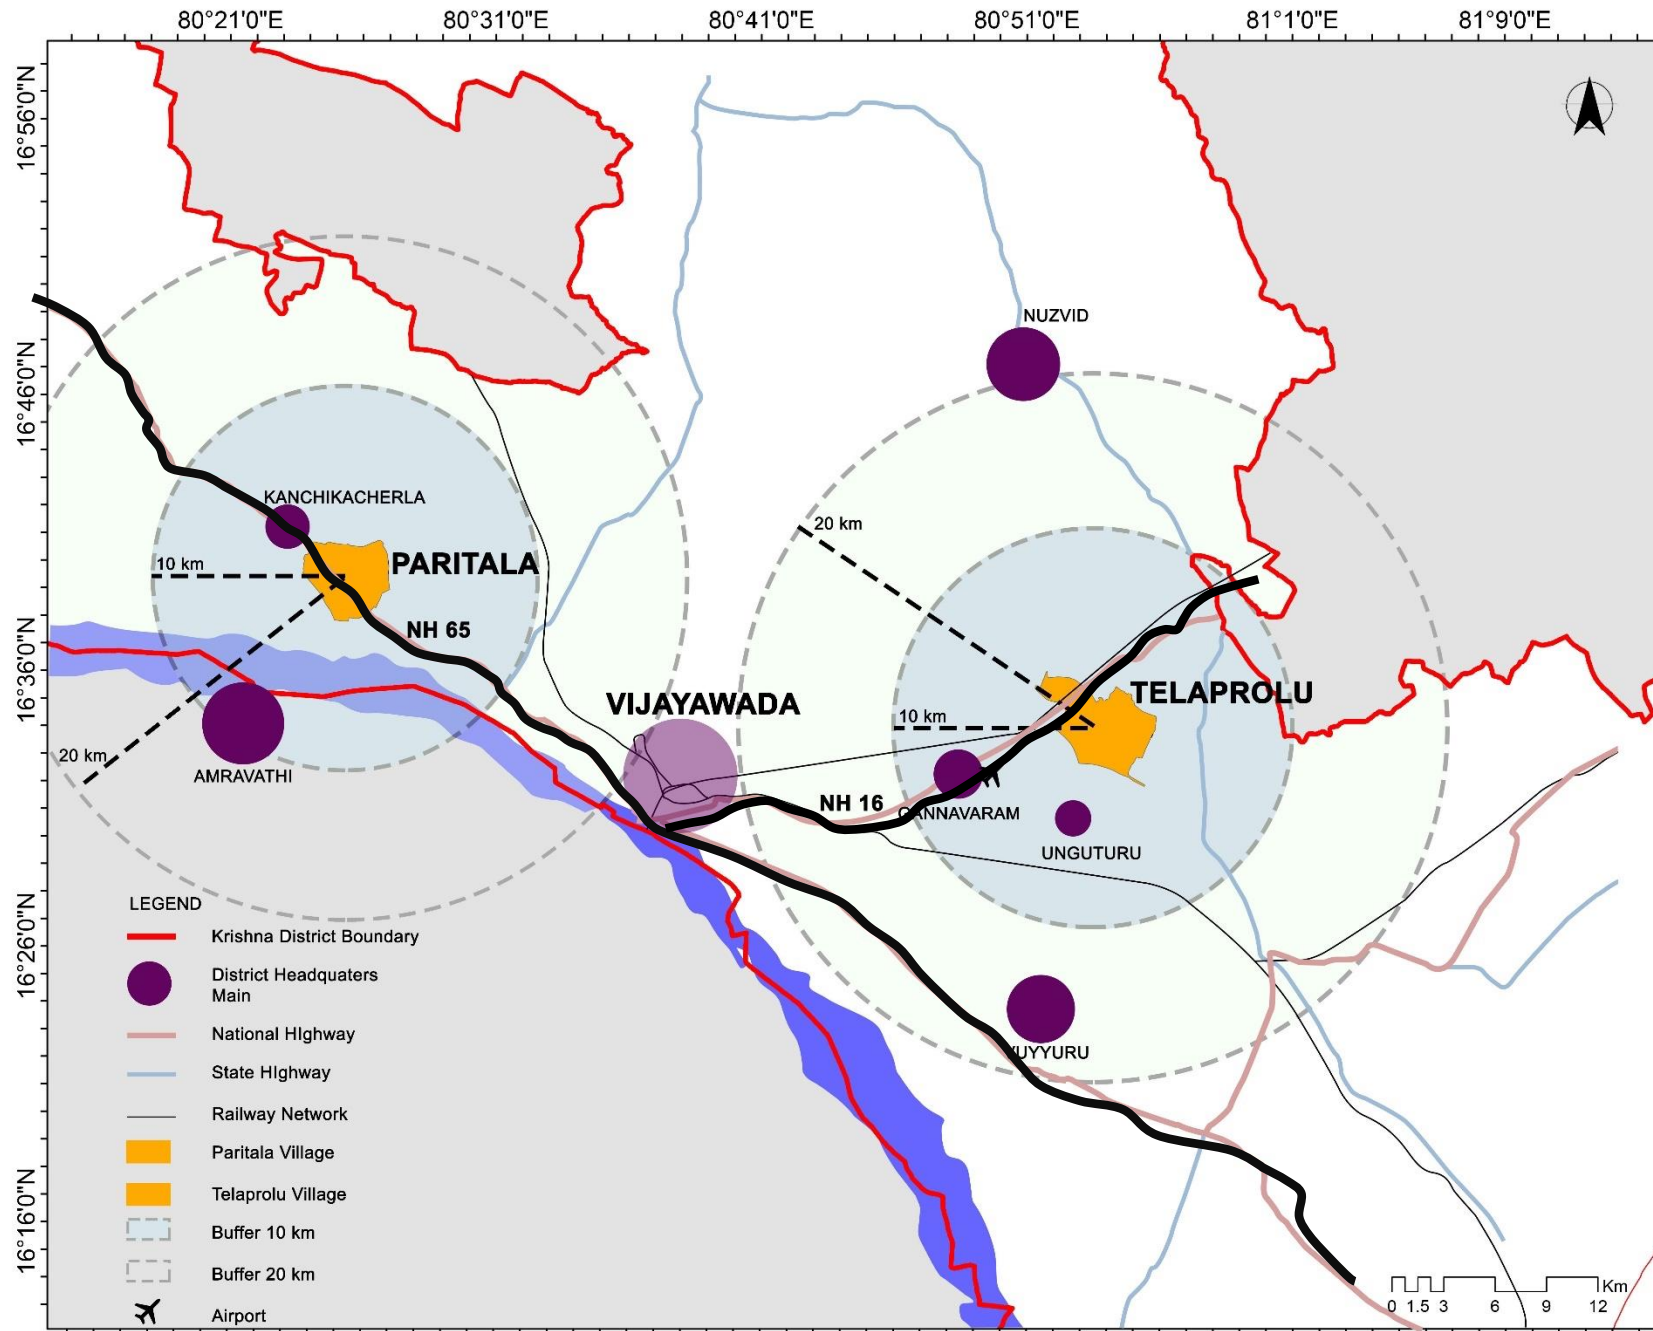 80°21'0"E 80°31'0"E 80°41'0"E 80°51'0"E 81°1'0"E 81°9'0"E
16°56'0"N
16°46'0"N
16°36'0"N
16°26'0"N
16°16'0"N
NUZVID
KANCHIKACHERLA
20 km
PARITALA
10 km
NH 65
TELAPROLU
VIJAYAWADA
10 km
20 km
AMRAVATHI
NH 16
GANNAVARAM
UNGUTURU
VUYYURU
LEGEND
Krishna District Boundary
District Headquaters
Main
National HIghway
State HIghway
Railway Network
Paritala Village
Telaprolu Village
Buffer 10 km
Buffer 20 km
Airport
Km
0 1.5 3 6 9 12